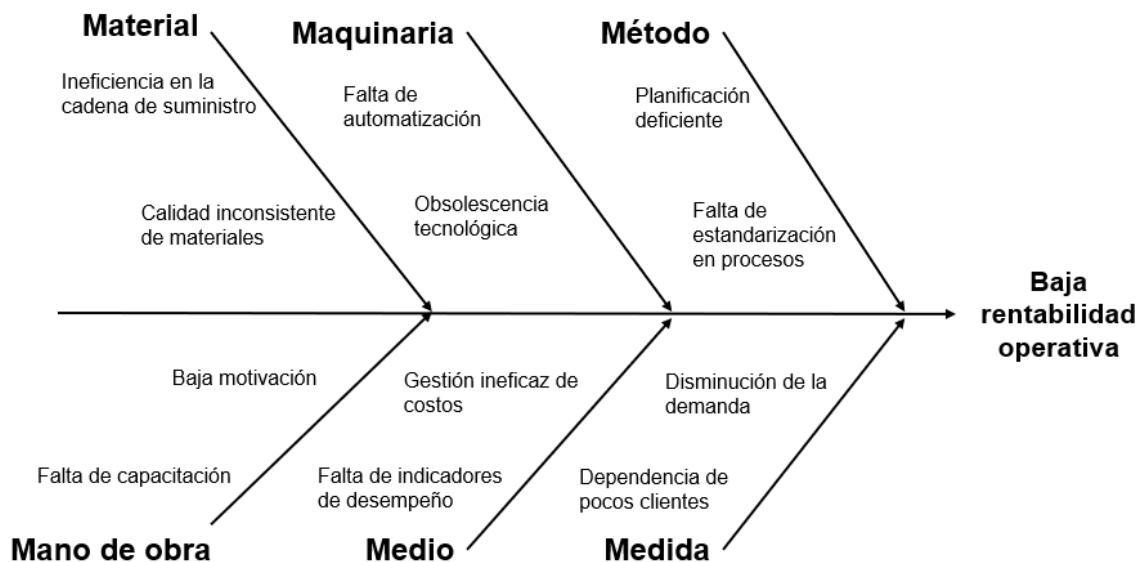 Material
Maquinaria
Método
Ineficiencia en la
cadena de suministro
Falta de
automatización
Planificación
deficiente
Calidad inconsistente
de materiales
Obsolescencia
tecnológica
Falta de
estandarización
en procesos
Baja
rentabilidad
operativa
Baja motivación
Gestión ineficaz de
costos
Disminución de la
demanda
Falta de capacitación
Falta de indicadores
de desempeño
Dependencia de
pocos clientes
Mano de obra
Medio
Medida